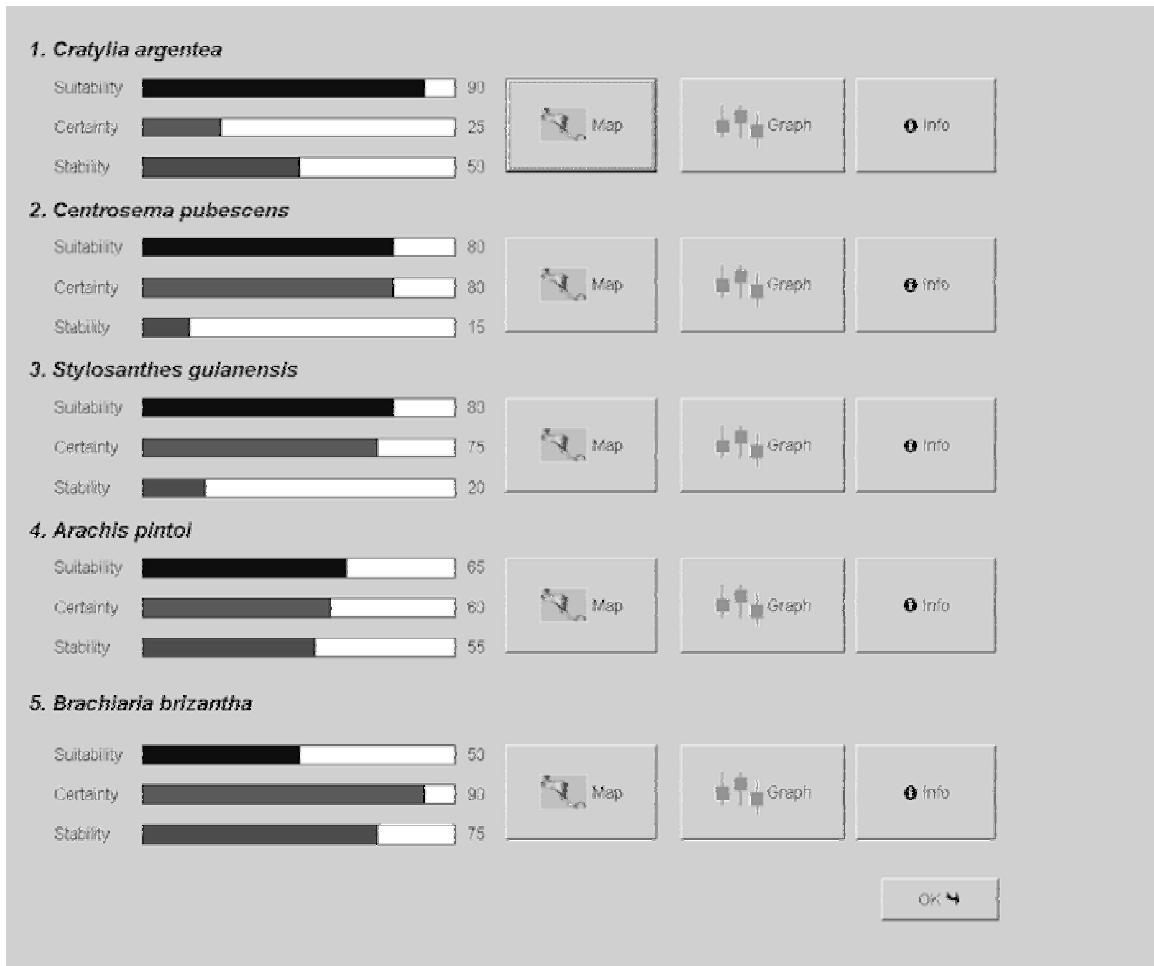 1. Cratylia argentea
Suitability 90
Certainty 25 Map Graph Info
Stability 50
2. Centrosema pubescens
Suitability 80
Certainty 80 Map Graph Info
Stability 15
3. Stylosanthes guianensis
Suitability 80
Certainty 75 Map Graph Info
Stability 20
4. Arachis pintoi
Suitability 65
Certainty 60 Map Graph Info
Stability 55
5. Brachiaria brizantha
Suitability 50
Certainty 90 Map Graph Info
Stability 75
OK